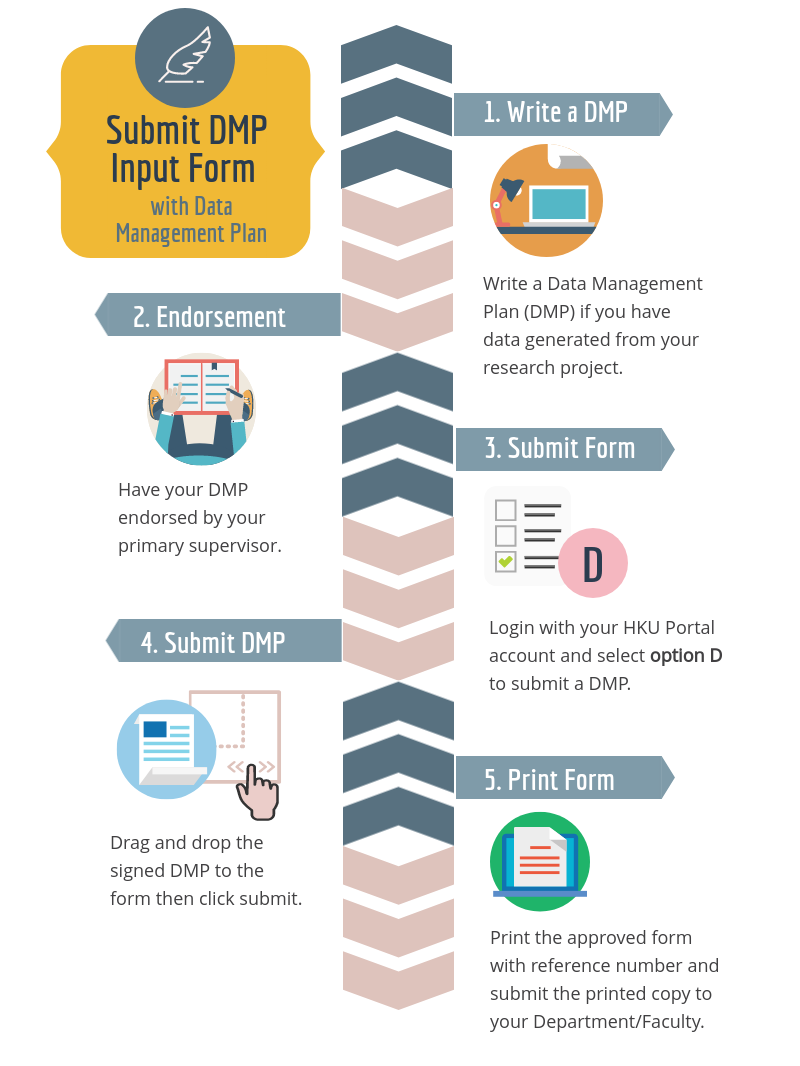 Submit DMP
Input Form
with Data
Management Plan
1. Write a DMP
Write a Data Management
Plan (DMP) if you have
data generated from your
research project.
2. Endorsement
Have your DMP
endorsed by your
primary supervisor.
3. Submit Form
D
Login with your HKU Portal
account and select option D
to submit a DMP.
4. Submit DMP
Drag and drop the
signed DMP to the
form then click submit.
5. Print Form
Print the approved form
with reference number and
submit the printed copy to
your Department/Faculty.